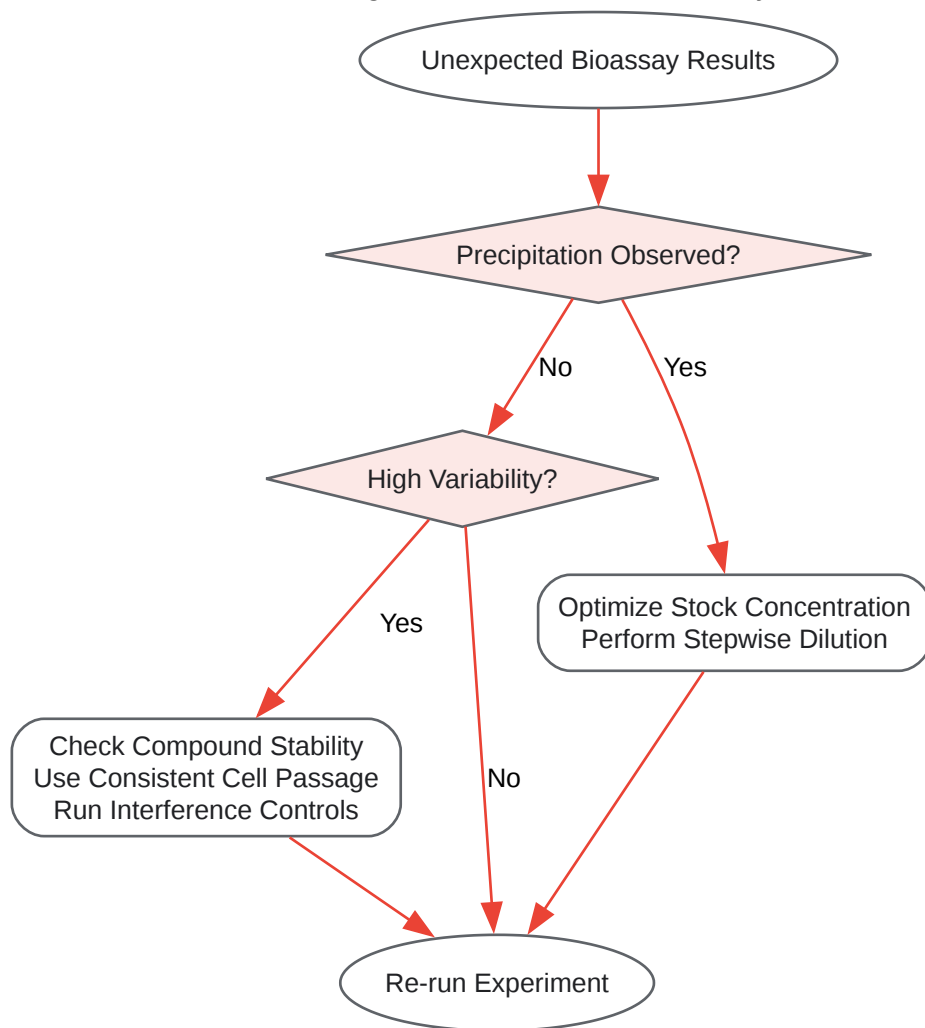 Unexpected Bioassay Results
Precipitation Observed?
No
Yes
High Variability?
Optimize Stock Concentration
Perform Stepwise Dilution
Yes
Check Compound Stability
Use Consistent Cell Passage
Run Interference Controls
No
Re-run Experiment